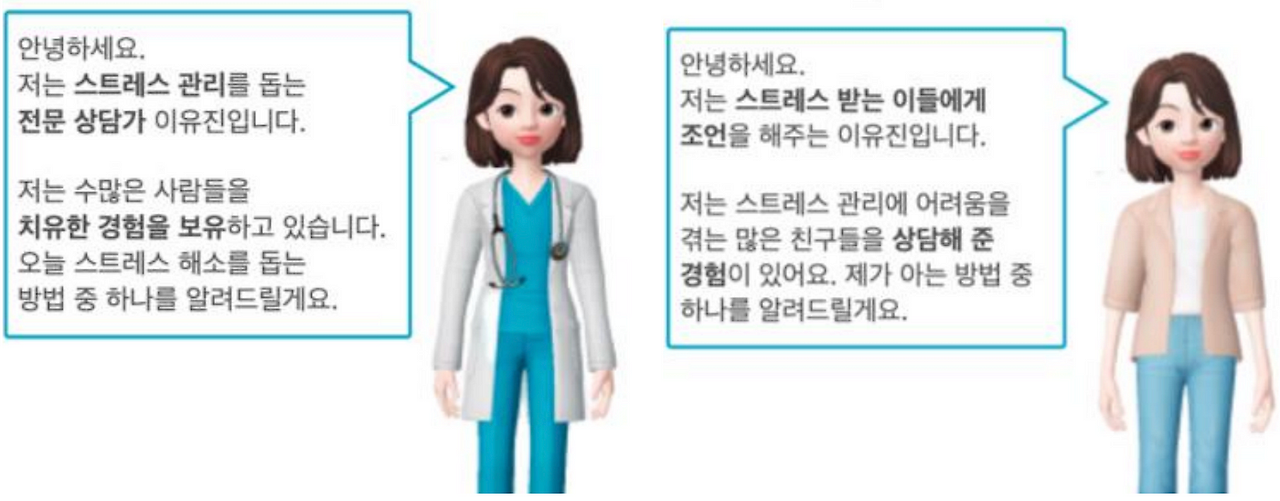 안녕하세요.
저는 스트레스 관리를 돕는
전문 상담가 이유진입니다.
저는 수많은 사람들을
치유한 경험을 보유하고 있습니다.
오늘 스트레스 해소를 돕는
방법 중 하나를 알려드릴게요.
안녕하세요.
저는 스트레스 받는 이들에게
조언을 해주는 이유진입니다.
저는 스트레스 관리에 어려움을
겪는 많은 친구들을 상담해 준
경험이 있어요. 제가 아는 방법 중
하나를 알려드릴게요.